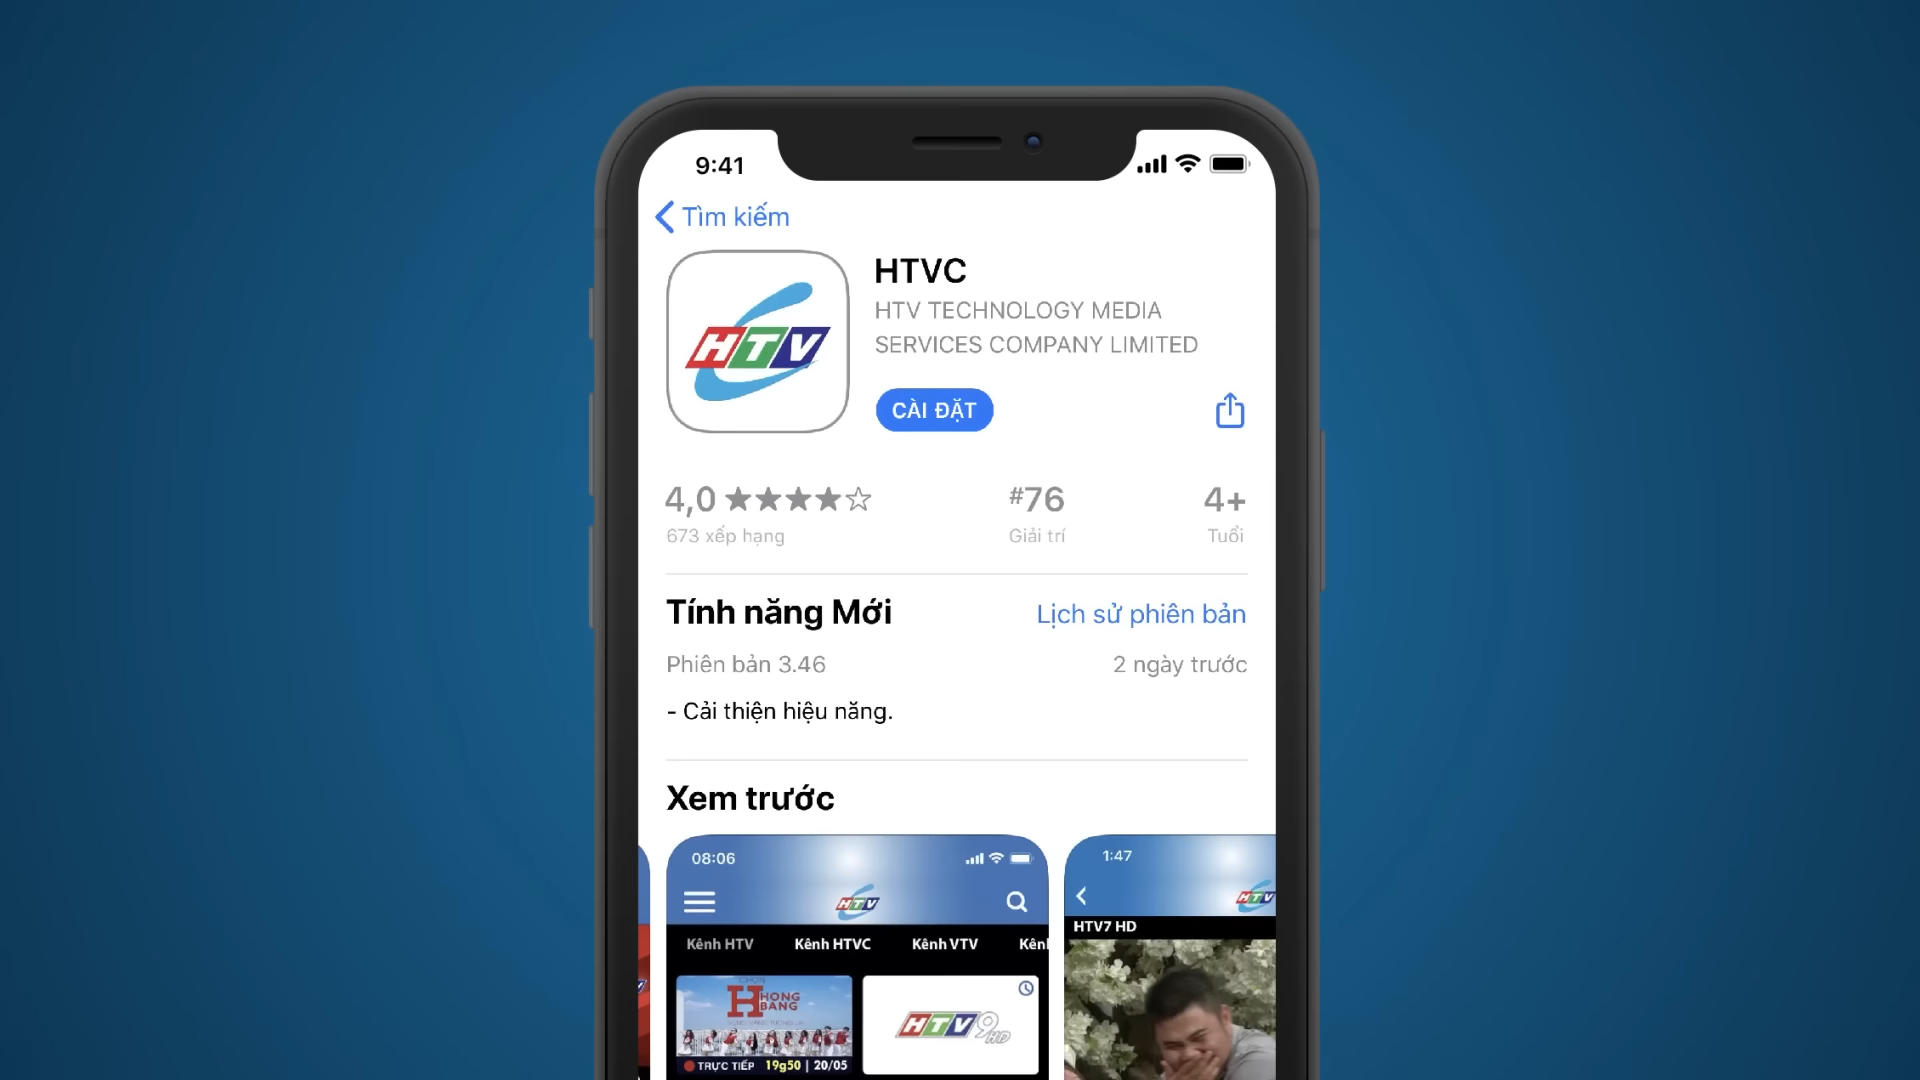 9:41
Tìm kiếm
HTV
HTVC
HTV TECHNOLOGY MEDIA
SERVICES COMPANY LIMITED
CÀI ĐẶT
4,0
#76
4+
673 xếp hạng
Giải trí
Tuổi
Tính năng Mới
Lịch sử phiên bản
Phiên bản 3.46
2 ngày trước
- Cải thiện hiệu năng.
Xem trước
08:06
HTV
Kênh HTV
Kênh HTVC
Kênh VTV
HONG
BANG
TRỰC TIẾP 19g50 | 20/05
HTV9 HD
1:47
HTV
HTV7 HD